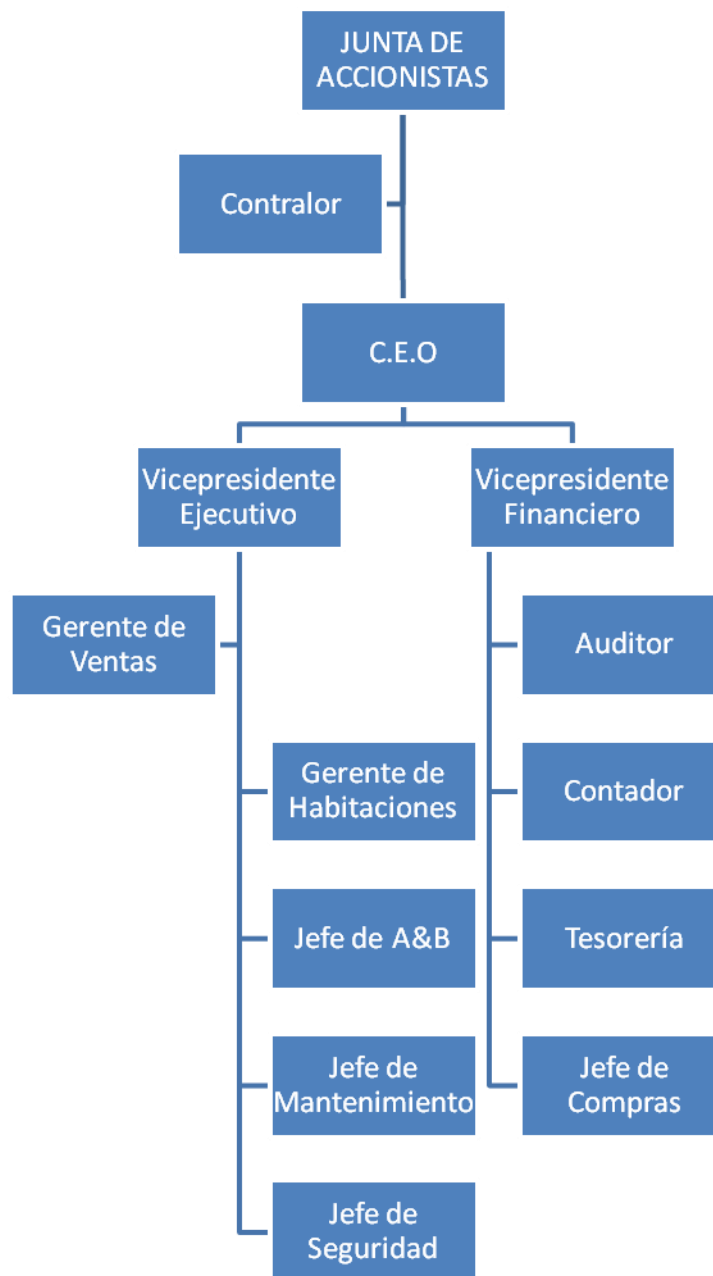 JUNTA DE
ACCIONISTAS
Contralor
C.E.O
Vicepresidente
Ejecutivo
Vicepresidente
Financiero
Gerente de
Ventas
Auditor
Gerente de
Habitaciones
Contador
Jefe de A&B
Tesorería
Jefe de
Mantenimiento
Jefe de
Compras
Jefe de
Seguridad